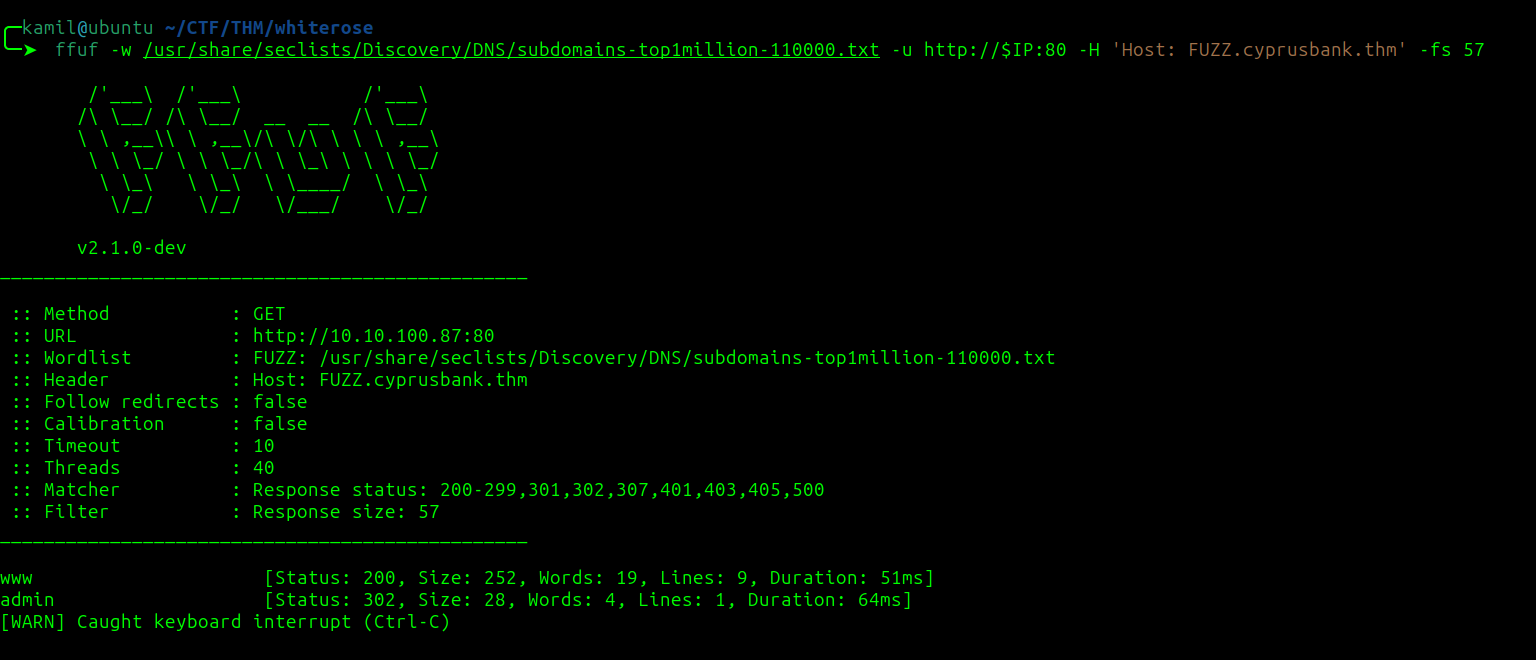 ╭─kamil@ubuntu ~/CTF/THM/whiterose
╰─➤  ffuf -w /usr/share/seclists/Discovery/DNS/subdomains-top1million-110000.txt -u http://$IP:80 -H 'Host: FUZZ.cyprusbank.thm' -fs 57

        /'___\  /'___\           /'___\
       /\ \__/ /\ \__/  __  __  /\ \__/
       \ \ ,__\\ \ ,__\/\ \/\ \ \ \ ,__\
        \ \ \_/ \ \ \_/\ \ \_\ \ \ \ \_/
         \ \_\   \ \_\  \ \____/  \ \_\
          \/_/    \/_/   \/___/    \/_/

       v2.1.0-dev
________________________________________________

 :: Method           : GET
 :: URL              : http://10.10.100.87:80
 :: Wordlist         : FUZZ: /usr/share/seclists/Discovery/DNS/subdomains-top1million-110000.txt
 :: Header           : Host: FUZZ.cyprusbank.thm
 :: Follow redirects : false
 :: Calibration      : false
 :: Timeout          : 10
 :: Threads          : 40
 :: Matcher          : Response status: 200-299,301,302,307,401,403,405,500
 :: Filter           : Response size: 57
________________________________________________

www                     [Status: 200, Size: 252, Words: 19, Lines: 9, Duration: 51ms]
admin                   [Status: 302, Size: 28, Words: 4, Lines: 1, Duration: 64ms]
[WARN] Caught keyboard interrupt (Ctrl-C)